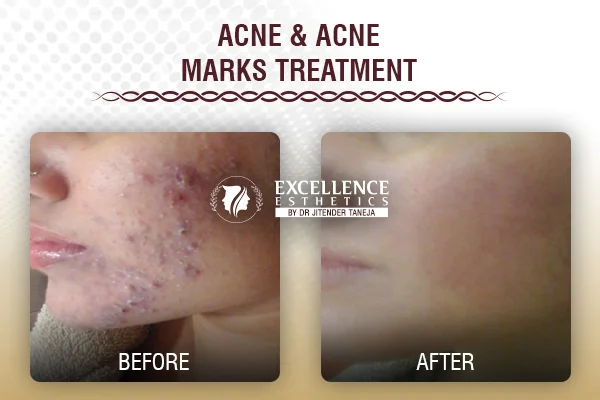 ACNE & ACNE
MARKS TREATMENT
EXCELLENCE
ESTHETICS
BY DR JITENDER TANEJA
BEFORE
AFTER